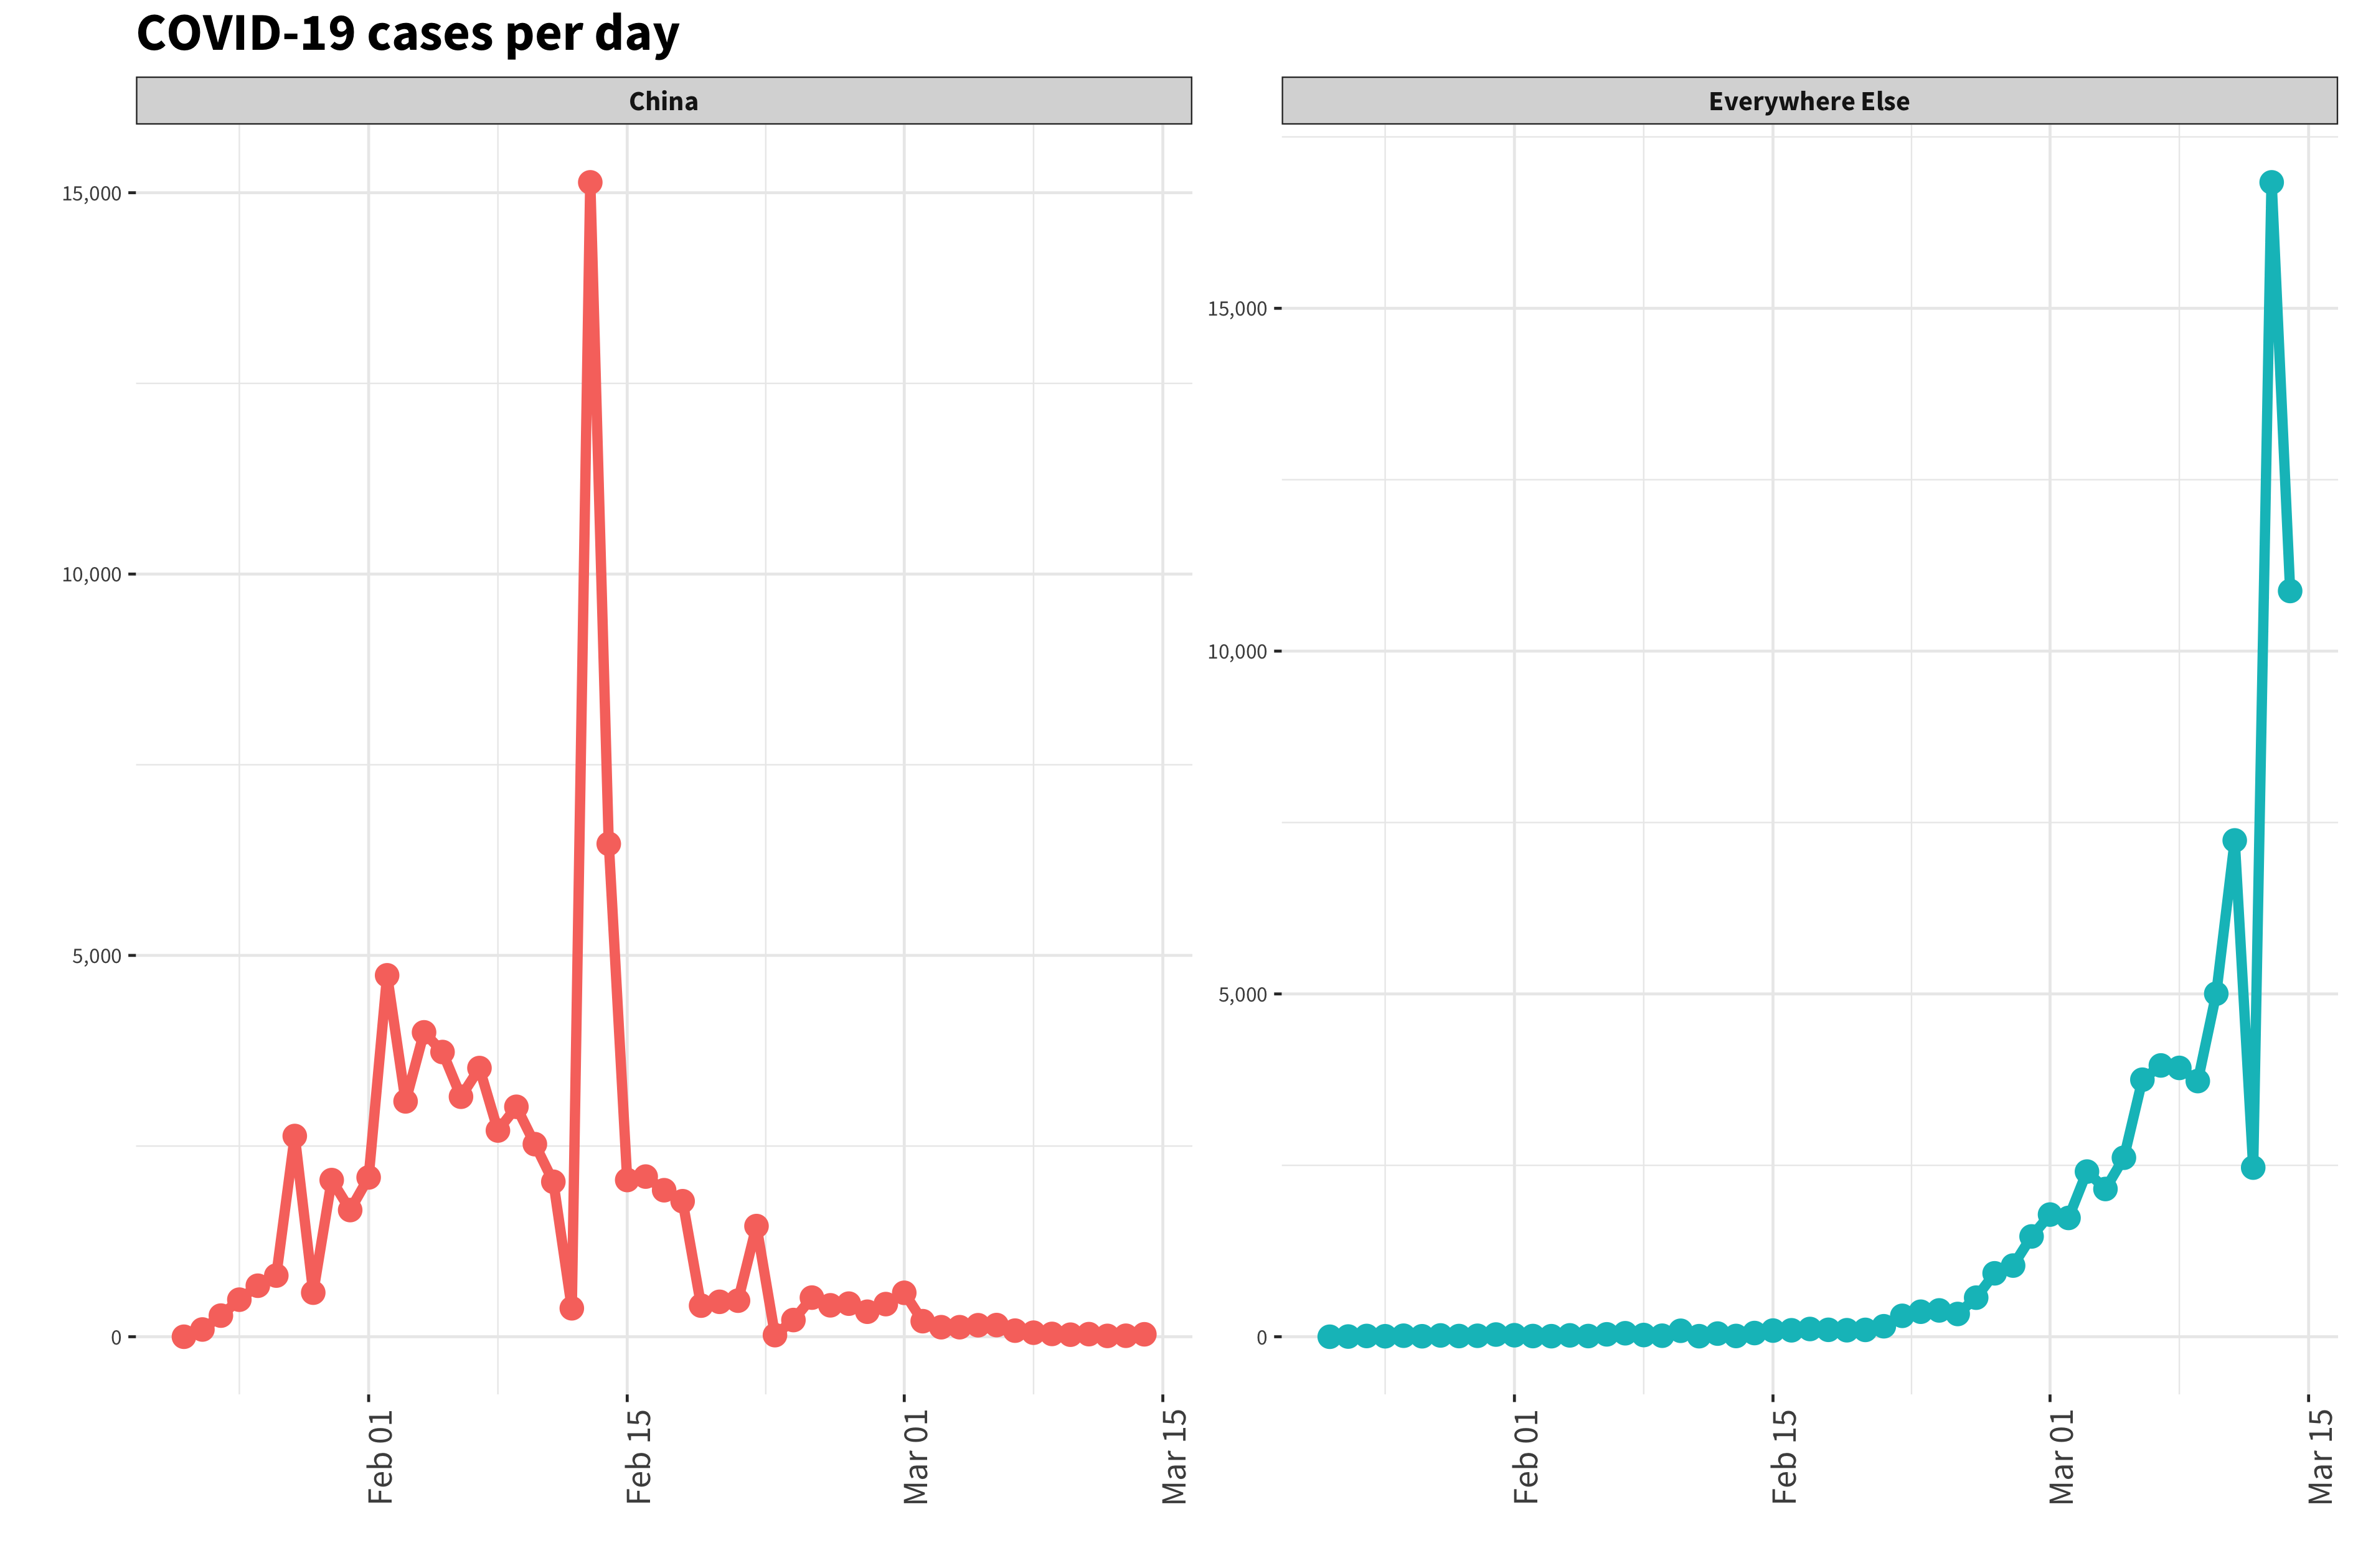 COVID-19 cases per day
China
Everywhere Else
15,000
10,000
5,000
0
15,000
10,000
5,000
0
Feb 01
Feb 15
Mar 01
Mar 15
Feb 01
Feb 15
Mar 01
Mar 15